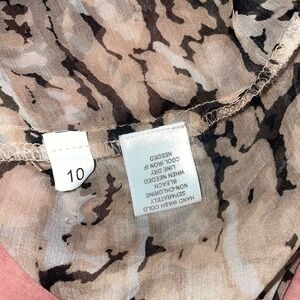 10
HAND WASH COLD
SEPARATELY
NON-CHLORINE
BLEACH
WHEN NEEDED
LINE DRY
COOL IRON IF
NEEDED